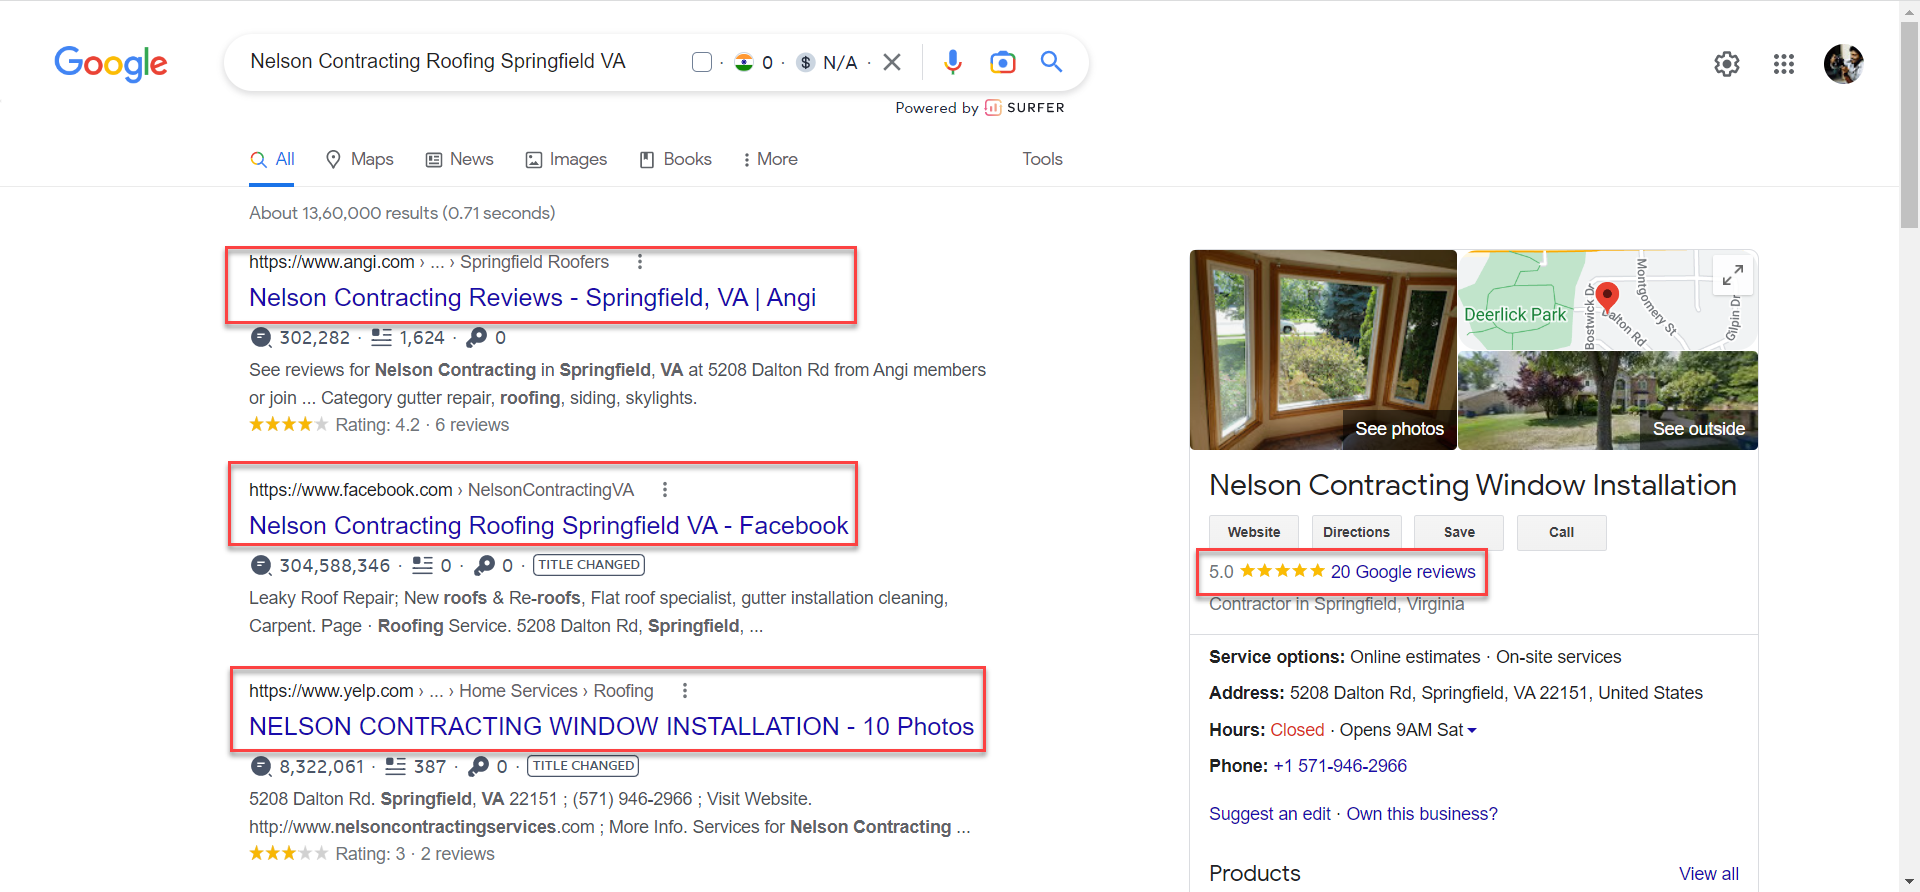 Google
Nelson Contracting Roofing Springfield VA
· 0 · $ N/A ·
Powered by SURFER
All
Maps
News
Images
Books
More
Tools
About 13,60,000 results (0.71 seconds)
https://www.angi.com › ... › Springfield Roofers
Nelson Contracting Reviews - Springfield, VA | Angi
302,282 · 1,624 · 0
See reviews for Nelson Contracting in Springfield, VA at 5208 Dalton Rd from Angi members
or join ... Category gutter repair, roofing, siding, skylights.
Rating: 4.2 · 6 reviews
https://www.facebook.com › NelsonContractingVA
Nelson Contracting Roofing Springfield VA - Facebook
304,588,346 · 0 · 0 · TITLE CHANGED
Leaky Roof Repair; New roofs & Re-roofs, Flat roof specialist, gutter installation cleaning,
Carpent. Page · Roofing Service. 5208 Dalton Rd, Springfield, ...
https://www.yelp.com › ... › Home Services › Roofing
NELSON CONTRACTING WINDOW INSTALLATION - 10 Photos
8,322,061 · 387 · 0 · TITLE CHANGED
5208 Dalton Rd. Springfield, VA 22151 ; (571) 946-2966 ; Visit Website.
http://www.nelsoncontractingservices.com ; More Info. Services for Nelson Contracting ...
Rating: 3 · 2 reviews
See photos
Deerlick Park
Bostwick Dr
Dalton Rd
Montgomery St
Gilpin Dr
See outside
Nelson Contracting Window Installation
Website
Directions
Save
Call
5.0 20 Google reviews
Contractor in Springfield, Virginia
Service options: Online estimates · On-site services
Address: 5208 Dalton Rd, Springfield, VA 22151, United States
Hours: Closed · Opens 9AM Sat
Phone: +1 571-946-2966
Suggest an edit · Own this business?
Products
View all